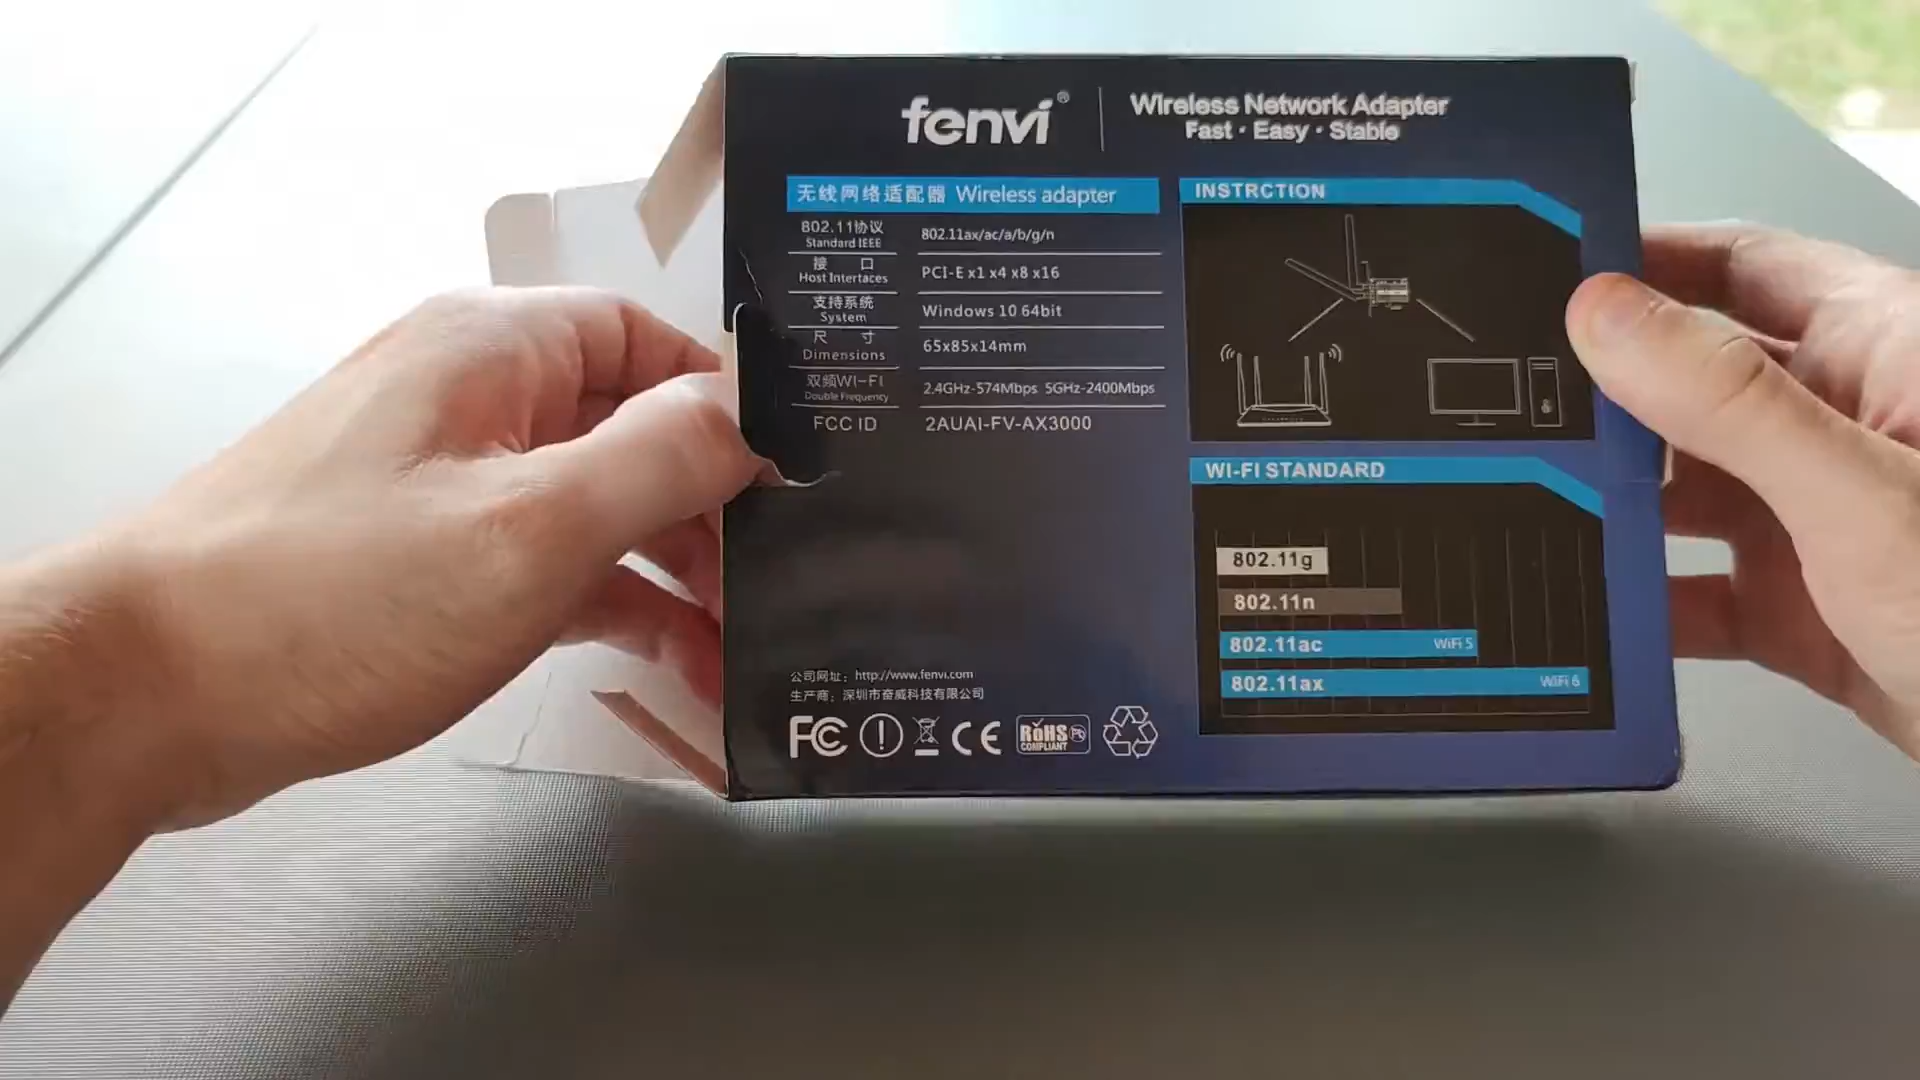 fenvi®
Wireless Network Adapter
Fast · Easy · Stable
无线网络适配器 Wireless adapter
802.11协议
Standard IEEE
802.11ax/ac/a/b/g/n
接 口
Host Intertaces
PCI-E x1 x4 x8 x16
支持系统
System
Windows 10 64bit
尺 寸
Dimensions
65x85x14mm
双频WI-FI
Double Frequency
2.4GHz-574Mbps 5GHz-2400Mbps
FCC ID
2AUAI-FV-AX3000
公司网址: http://www.fenvi.com
生产商: 深圳市奋威科技有限公司
FC
CE
RoHS
COMPLIANT
Pb
INSTRCTION
WI-FI STANDARD
802.11g
802.11n
802.11ac WiFi 5
802.11ax WiFi 6